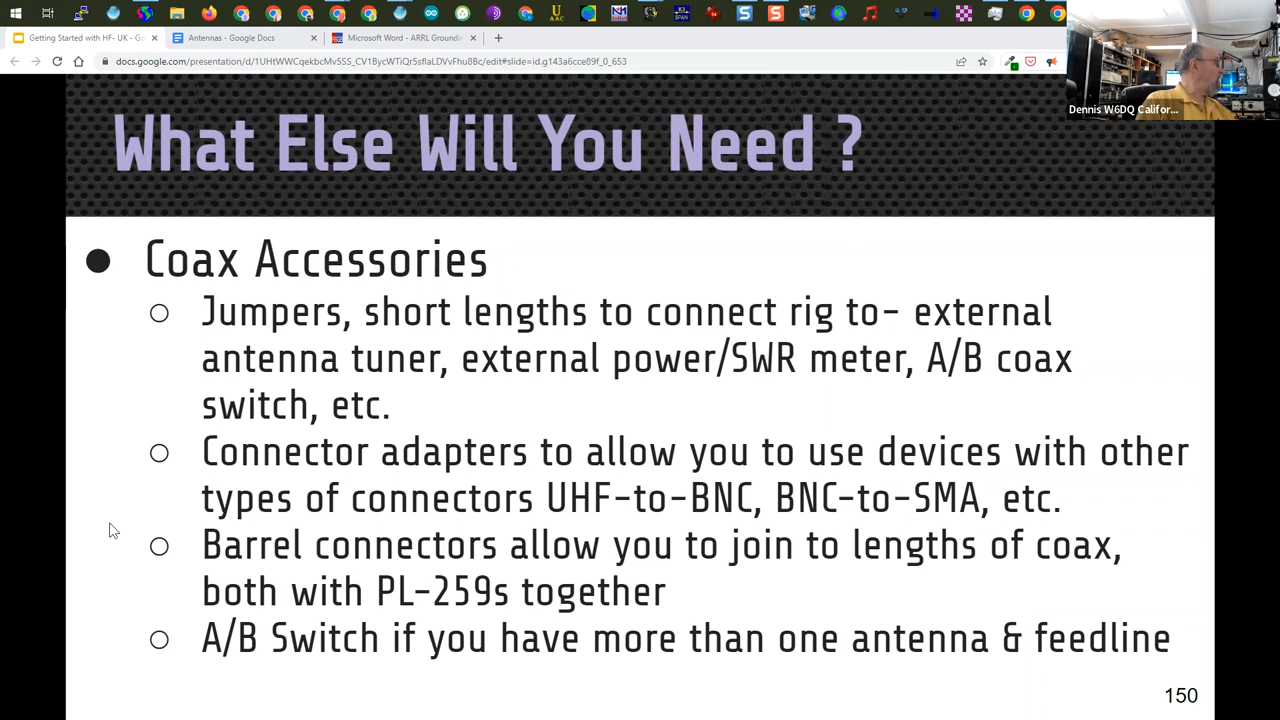 Getting Started with HF- UK - Go
Antennas - Google Docs
Microsoft Word - ARRL Groundin
docs.google.com/presentation/d/1UHtWWCqekbcMv5SS_CV1BycWTiQr5sflaLDVvFhu8Bc/edit#slide=id.g143a6cce89f_0_653
Dennis W6DQ Califor...
What Else Will You Need ?
● Coax Accessories
○ Jumpers, short lengths to connect rig to- external
antenna tuner, external power/SWR meter, A/B coax
switch, etc.
○ Connector adapters to allow you to use devices with other
types of connectors UHF-to-BNC, BNC-to-SMA, etc.
○ Barrel connectors allow you to join to lengths of coax,
both with PL-259s together
○ A/B Switch if you have more than one antenna & feedline
150